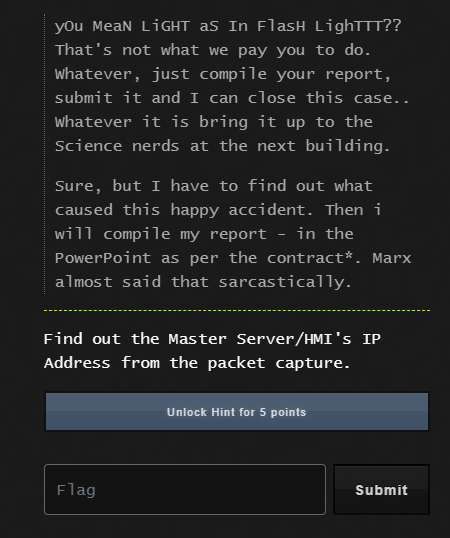 yOu MeaN LiGHT aS In FlasH LighTTT??
That's not what we pay you to do.
Whatever, just compile your report,
submit it and I can close this case..
Whatever it is bring it up to the
Science nerds at the next building.
Sure, but I have to find out what
caused this happy accident. Then i
will compile my report - in the
PowerPoint as per the contract*. Marx
almost said that sarcastically.
Find out the Master Server/HMI's IP
Address from the packet capture.
Unlock Hint for 5 points
Flag
Submit